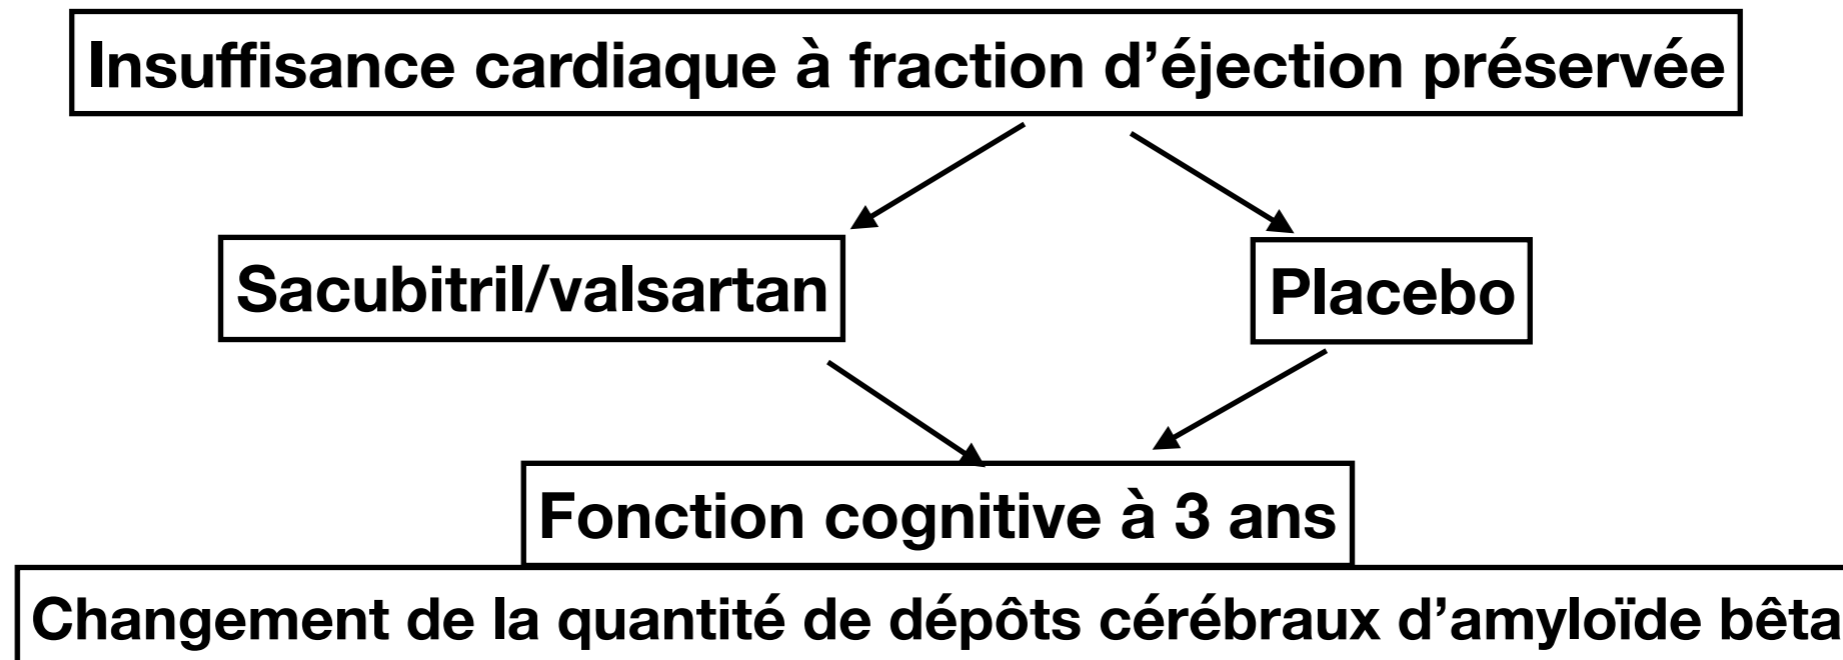 Insuffisance cardiaque à fraction d’éjection préservée
Sacubitril/valsartan
Placebo
Fonction cognitive à 3 ans
Changement de la quantité de dépôts cérébraux d’amyloïde bêta